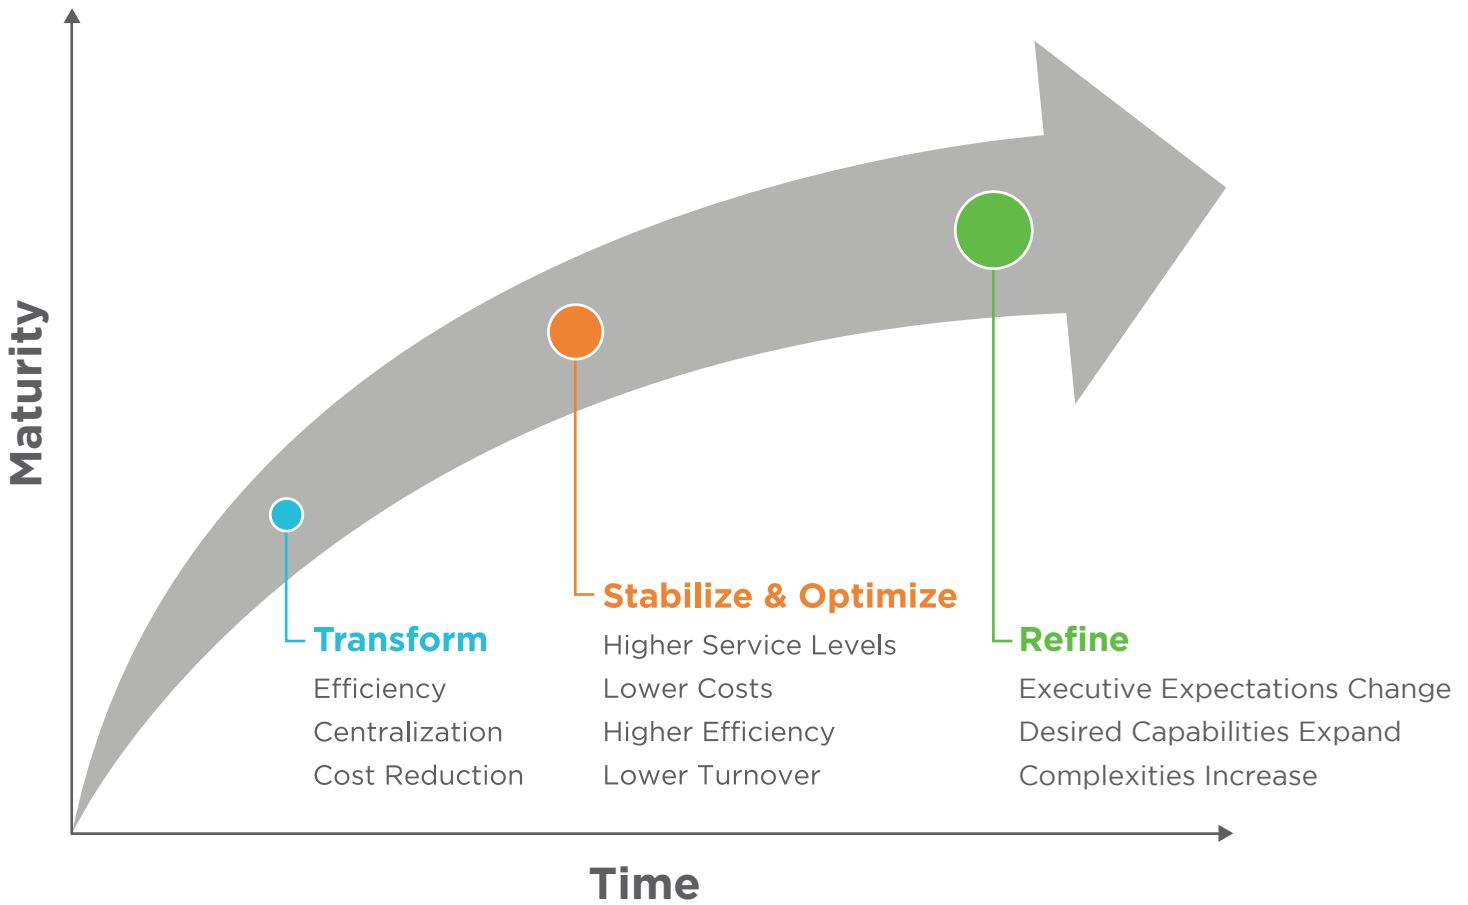 Maturity
Transform
Efficiency
Centralization
Cost Reduction
Stabilize & Optimize
Higher Service Levels
Lower Costs
Higher Efficiency
Lower Turnover
Refine
Executive Expectations Change
Desired Capabilities Expand
Complexities Increase
Time